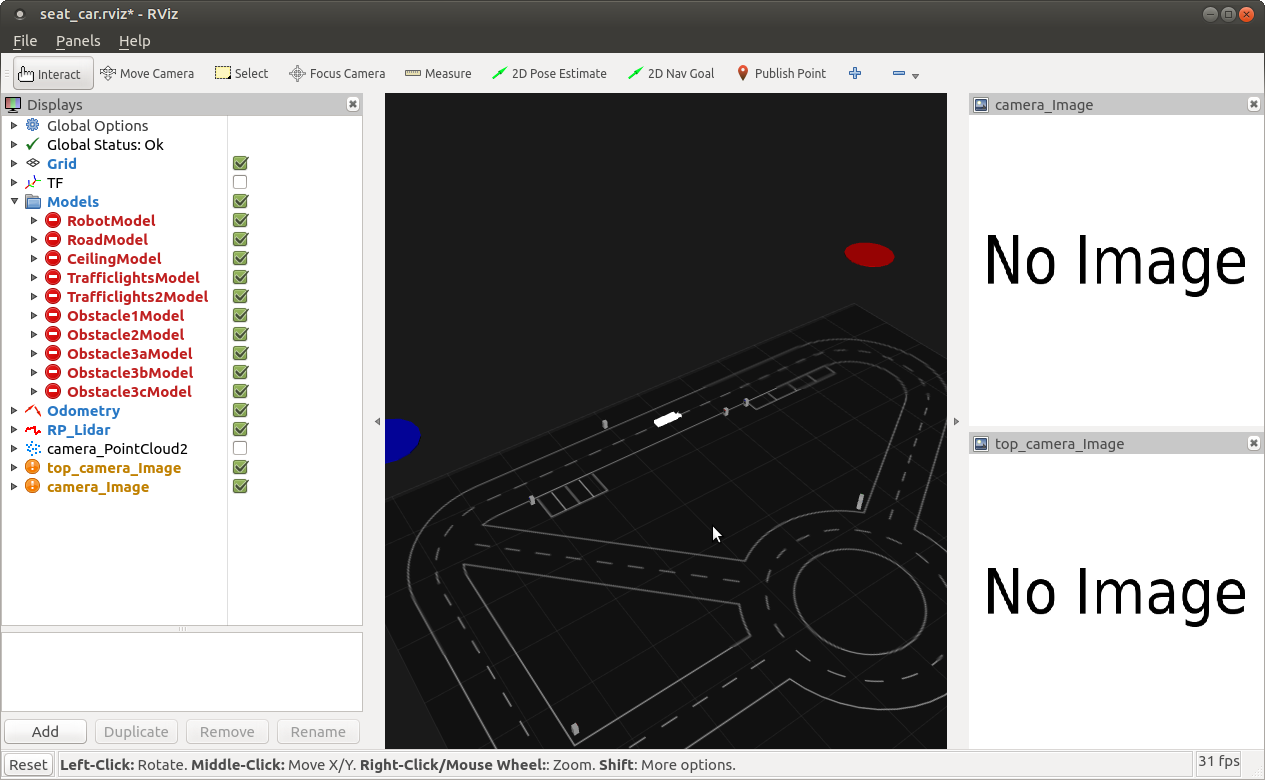 seat_car.rviz* - RViz
File Panels Help
Interact Move Camera Select Focus Camera Measure 2D Pose Estimate 2D Nav Goal Publish Point
Displays
Global Options
Global Status: Ok
Grid
TF
Models
RobotModel
RoadModel
CeilingModel
TrafficlightsModel
Trafficlights2Model
Obstacle1Model
Obstacle2Model
Obstacle3aModel
Obstacle3bModel
Obstacle3cModel
Odometry
RP_Lidar
camera_PointCloud2
top_camera_Image
camera_Image
Add Duplicate Remove Rename
camera_Image
No Image
top_camera_Image
No Image
Reset Left-Click: Rotate. Middle-Click: Move X/Y. Right-Click/Mouse Wheel:: Zoom. Shift: More options. 31 fps